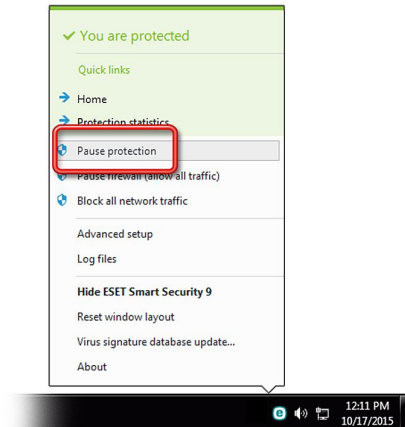 You are protected
Quick links
Home
Protection statistics
Pause protection
Pause firewall (allow all traffic)
Block all network traffic
Advanced setup
Log files
Hide ESET Smart Security 9
Reset window layout
Virus signature database update...
About
e
12:11 PM
10/17/2015